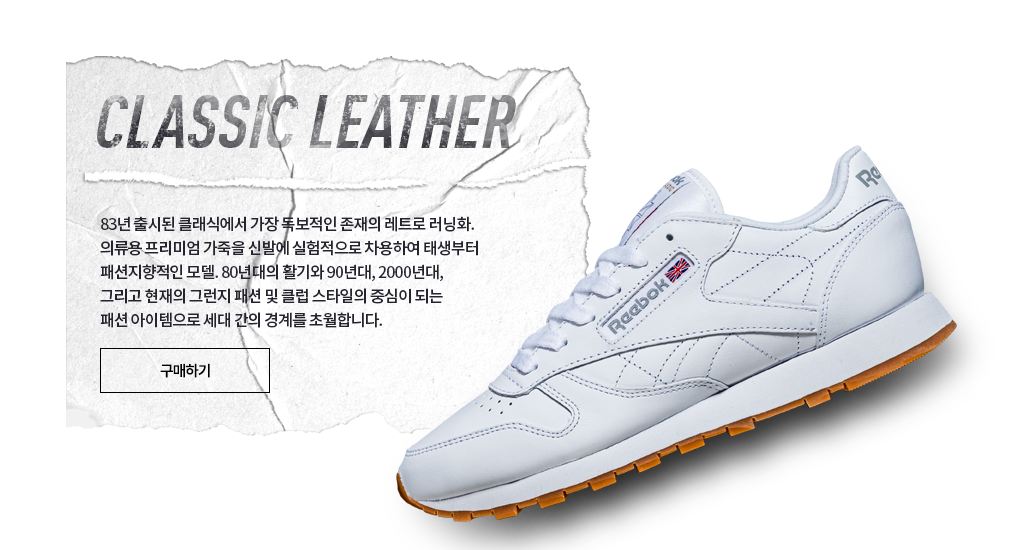 CLASSIC LEATHER
83년 출시된 클래식에서 가장 독보적인 존재의 레트로 러닝화.
의류용 프리미엄 가죽을 신발에 실험적으로 차용하여 태생부터
패션지향적인 모델. 80년대의 활기와 90년대, 2000년대,
그리고 현재의 그런지 패션 및 클럽 스타일의 중심이 되는
패션 아이템으로 세대 간의 경계를 초월합니다.
구매하기
Reebok